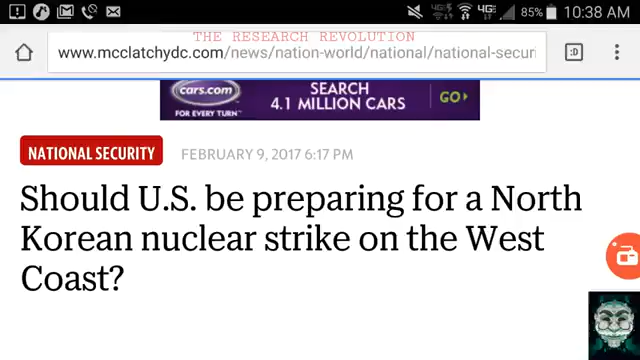 85% 10:38 AM
THE RESEARCH REVOLUTION
www.mcclatchydc.com/news/nation-world/national/national-securi
:D
cars.com
FOR EVERY TURN™
SEARCH
4.1 MILLION CARS
GO
NATIONAL SECURITY
FEBRUARY 9, 2017 6:17 PM
Should U.S. be preparing for a North
Korean nuclear strike on the West
Coast?